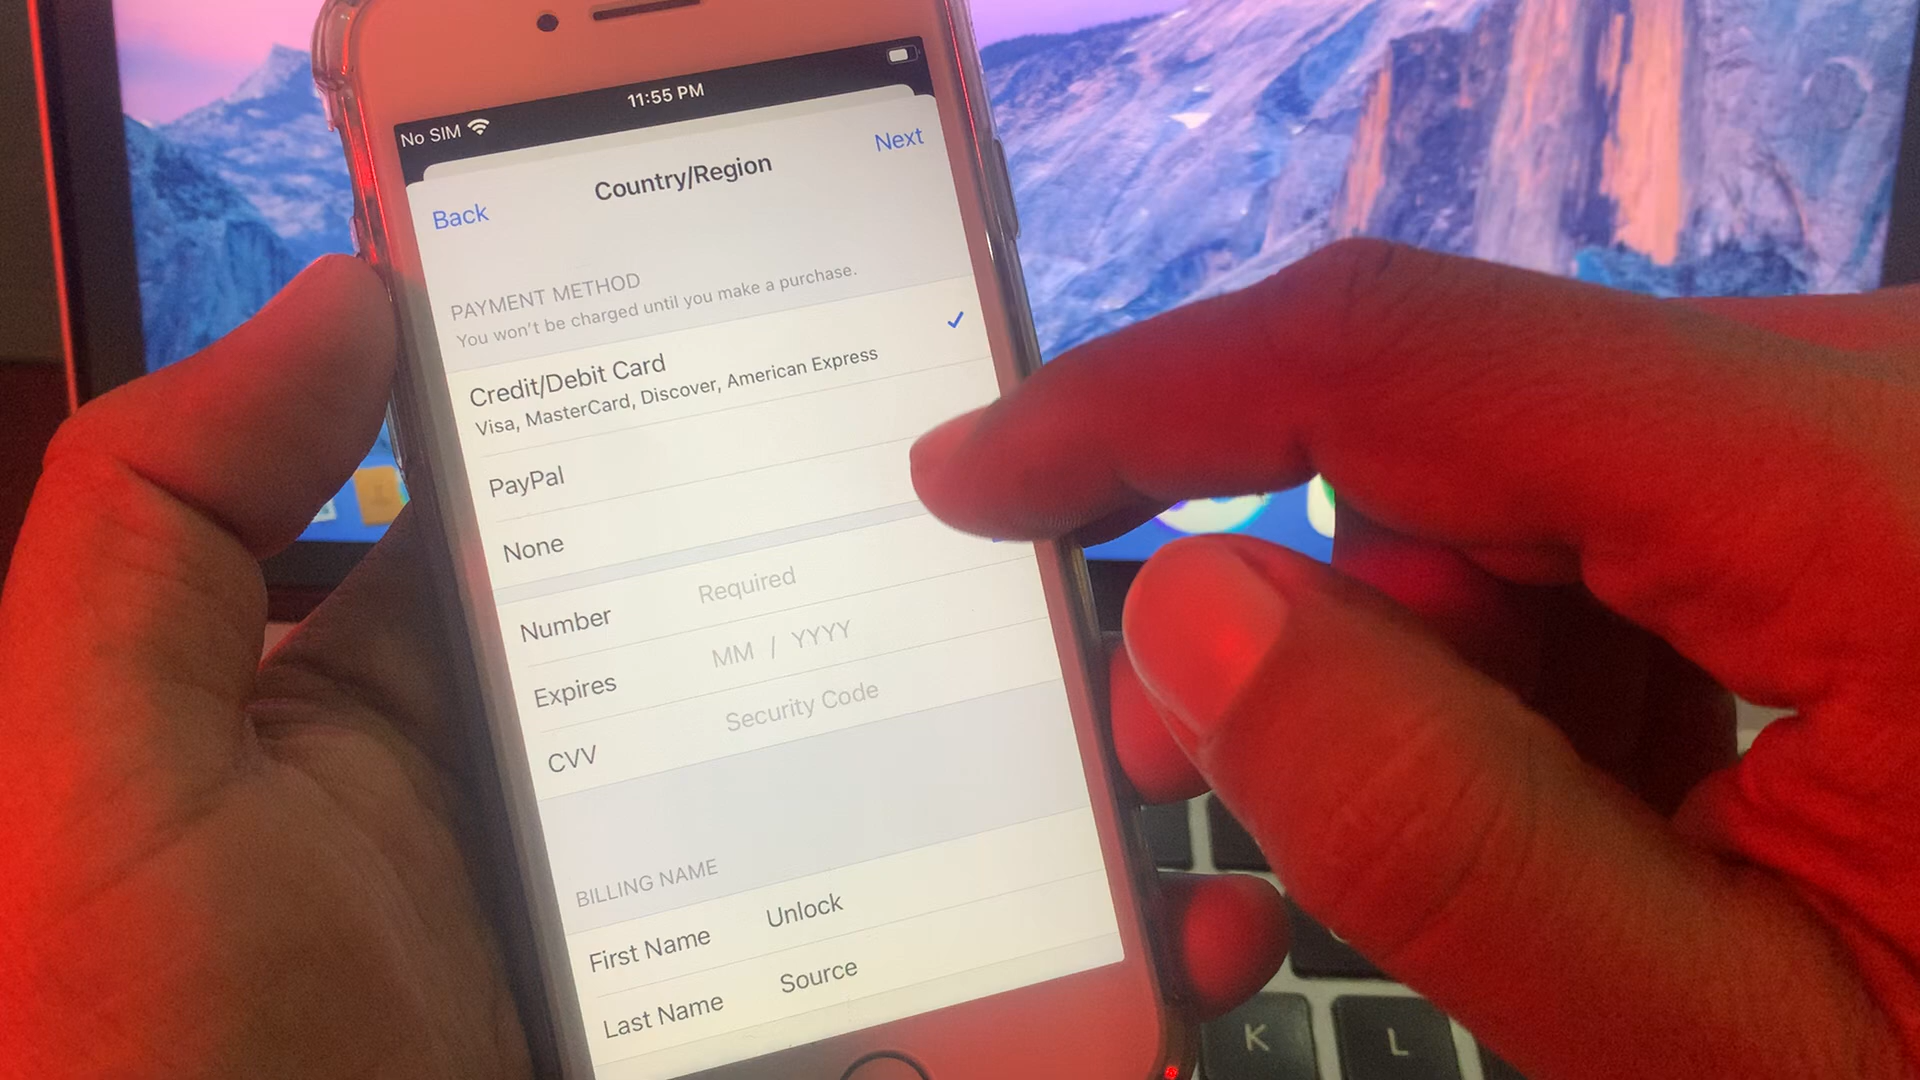 No SIM 11:55 PM
Back Country/Region Next
PAYMENT METHOD
You won't be charged until you make a purchase.
Credit/Debit Card
Visa, MasterCard, Discover, American Express
PayPal
None
Number Required
Expires MM / YYYY
CVV Security Code
BILLING NAME
First Name Unlock
Last Name Source
K L